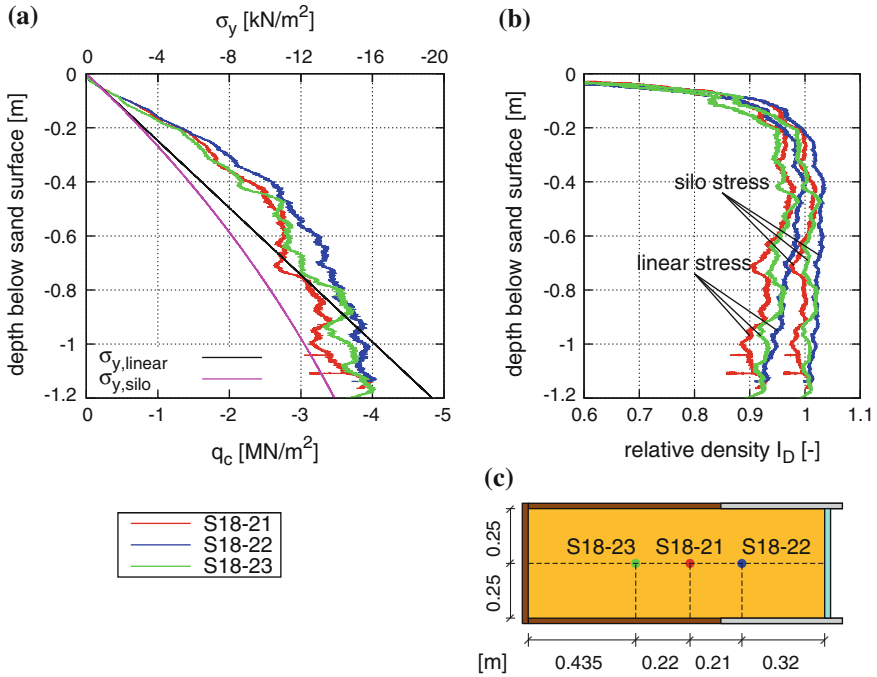 (a)
σy [kN/m²]
0 -4 -8 -12 -16 -20
depth below sand surface [m]
0
-0.2
-0.4
-0.6
-0.8
-1
-1.2
σy,linear
σy,silo
0 -1 -2 -3 -4 -5
qc [MN/m²]
(b)
depth below sand surface [m]
0
-0.2
-0.4
-0.6
-0.8
-1
-1.2
silo stress
linear stress
0.6 0.7 0.8 0.9 1 1.1
relative density ID [-]
S18-21
S18-22
S18-23
(c)
0.25
0.25
S18-23 S18-21 S18-22
[m] 0.435 0.22 0.21 0.32